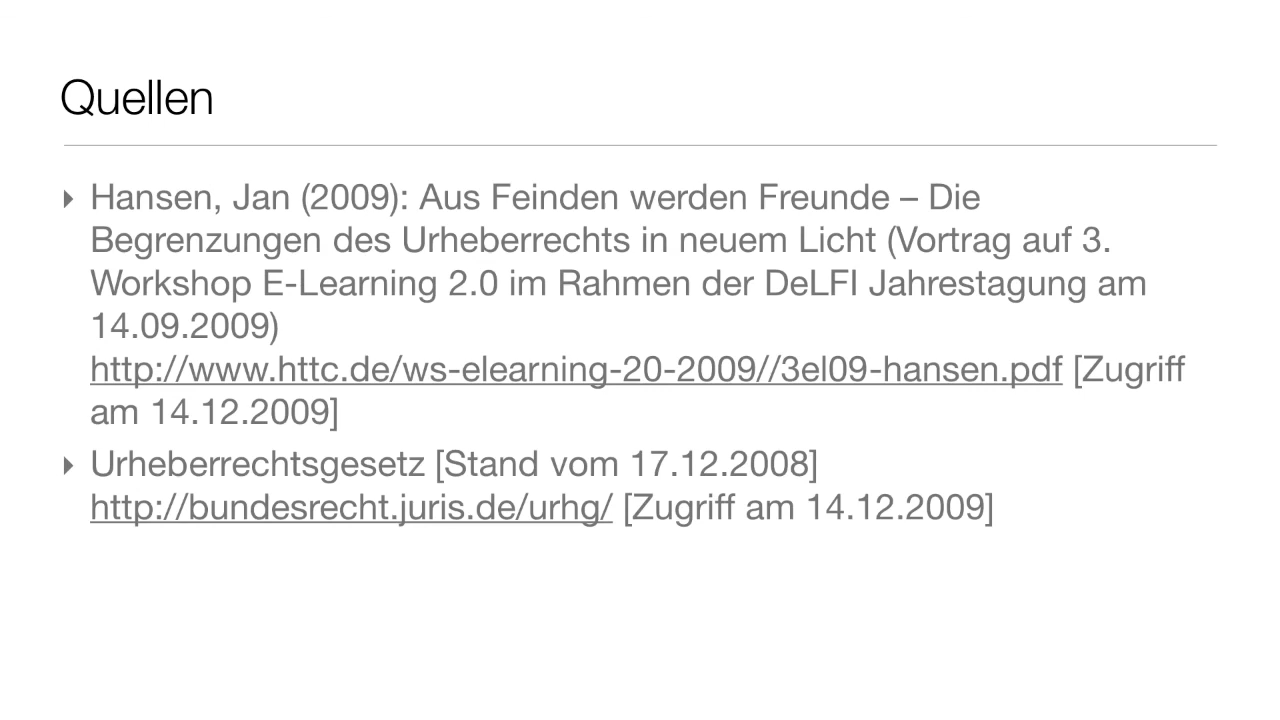 Quellen
Hansen, Jan (2009): Aus Feinden werden Freunde – Die
Begrenzungen des Urheberrechts in neuem Licht (Vortrag auf 3.
Workshop E-Learning 2.0 im Rahmen der DeLFI Jahrestagung am
14.09.2009)
http://www.httc.de/ws-elearning-20-2009//3el09-hansen.pdf [Zugriff
am 14.12.2009]
Urheberrechtsgesetz [Stand vom 17.12.2008]
http://bundesrecht.juris.de/urhg/ [Zugriff am 14.12.2009]